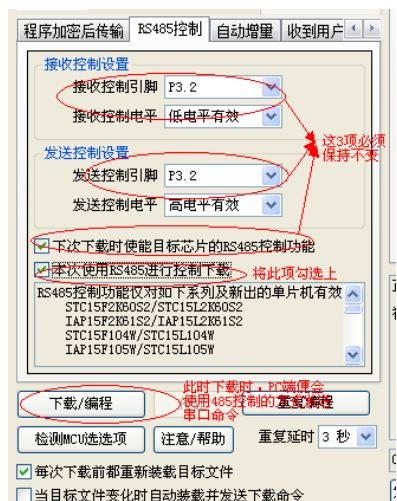 程序加密后传输 RS485控制 自动增量 收到用户
接收控制设置
接收控制引脚 P3.2
接收控制电平 低电平有效
这3项必须
保持不变
发送控制设置
发送控制引脚 P3.2
发送控制电平 高电平有效
下次下载时使能目标芯片的RS485控制功能
本次使用RS485进行控制下载 将此项勾选上
RS485控制功能仅对如下系列及新出的单片机有效
STC15F2K60S2/STC15L2K60S2
IAP15F2K61S2/IAP15L2K61S2
STC15F104W/STC15L104W
IAP15F105W/STC15L105W
此时下载时，PC端便会
下载/编程 使用485控制的 重复编程
串口命令
检测MCU选选项 注意/帮助 重复延时 3 秒
每次下载前都重新装载目标文件
当目标文件变化时自动装载并发送下载命令